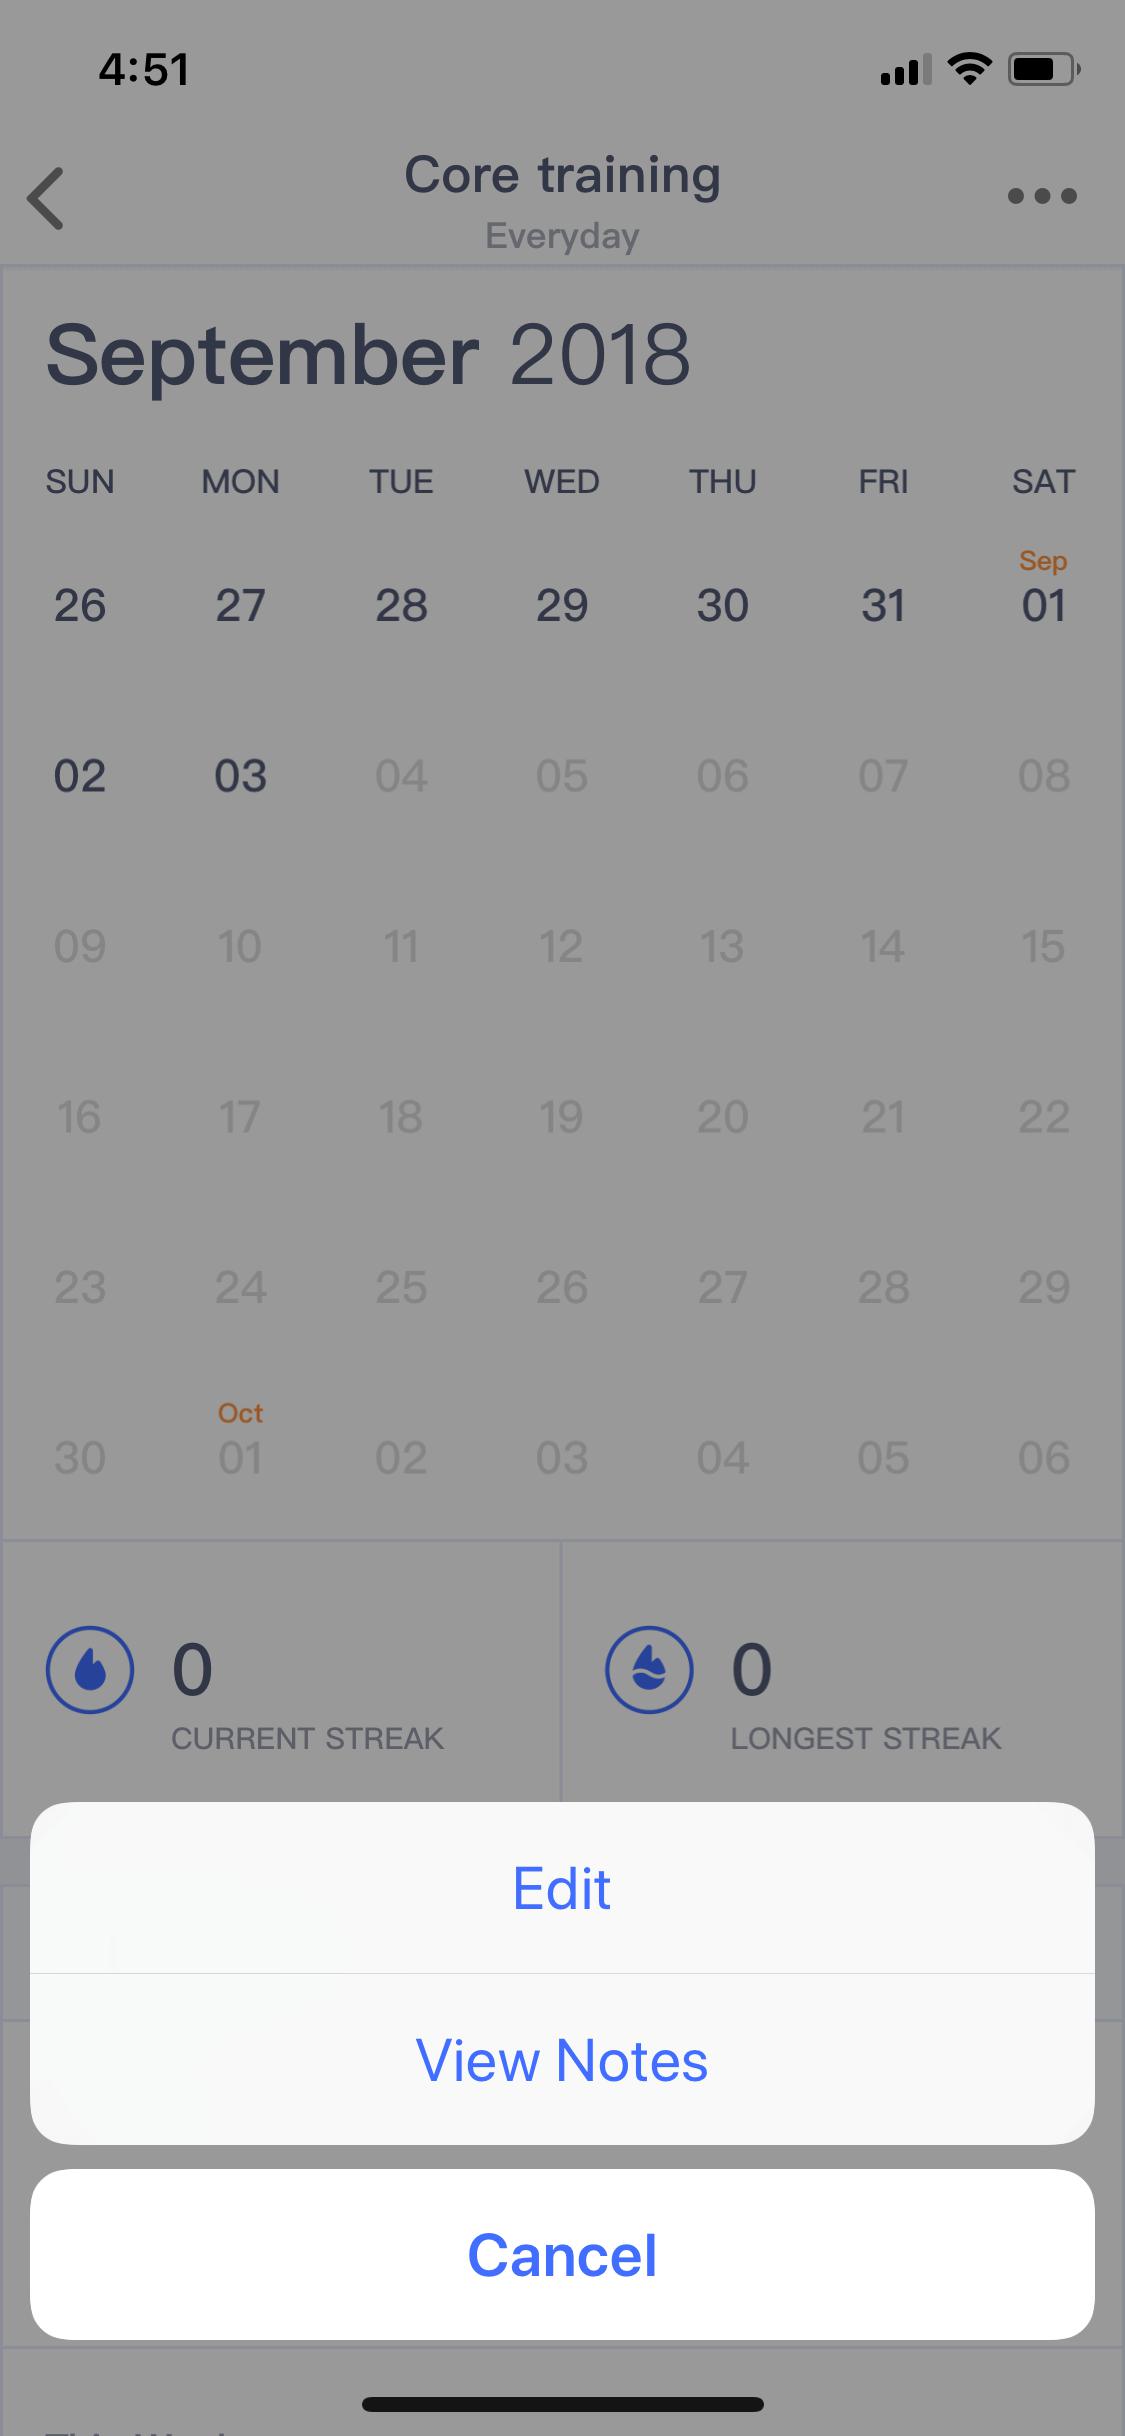 4:51
Core training
Everyday
September 2018
SUN MON TUE WED THU FRI SAT
Sep
26 27 28 29 30 31 01
02 03 04 05 06 07 08
09 10 11 12 13 14 15
16 17 18 19 20 21 22
23 24 25 26 27 28 29
Oct
30 01 02 03 04 05 06
0
CURRENT STREAK
0
LONGEST STREAK
Edit
View Notes
Cancel